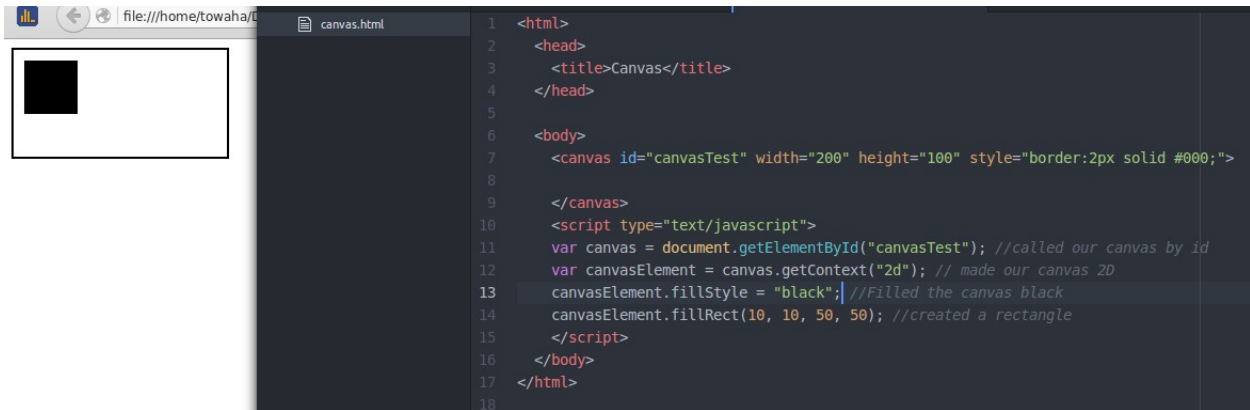 file:///home/towaha/D
canvas.html
1 <html>
2 <head>
3 <title>Canvas</title>
4 </head>
5
6 <body>
7 <canvas id="canvasTest" width="200" height="100" style="border:2px solid #000;">
8
9 </canvas>
10 <script type="text/javascript">
11 var canvas = document.getElementById("canvasTest"); //called our canvas by id
12 var canvasElement = canvas.getContext("2d"); // made our canvas 2D
13 canvasElement.fillStyle = "black"; //Filled the canvas black
14 canvasElement.fillRect(10, 10, 50, 50); //created a rectangle
15 </script>
16 </body>
17 </html>
18